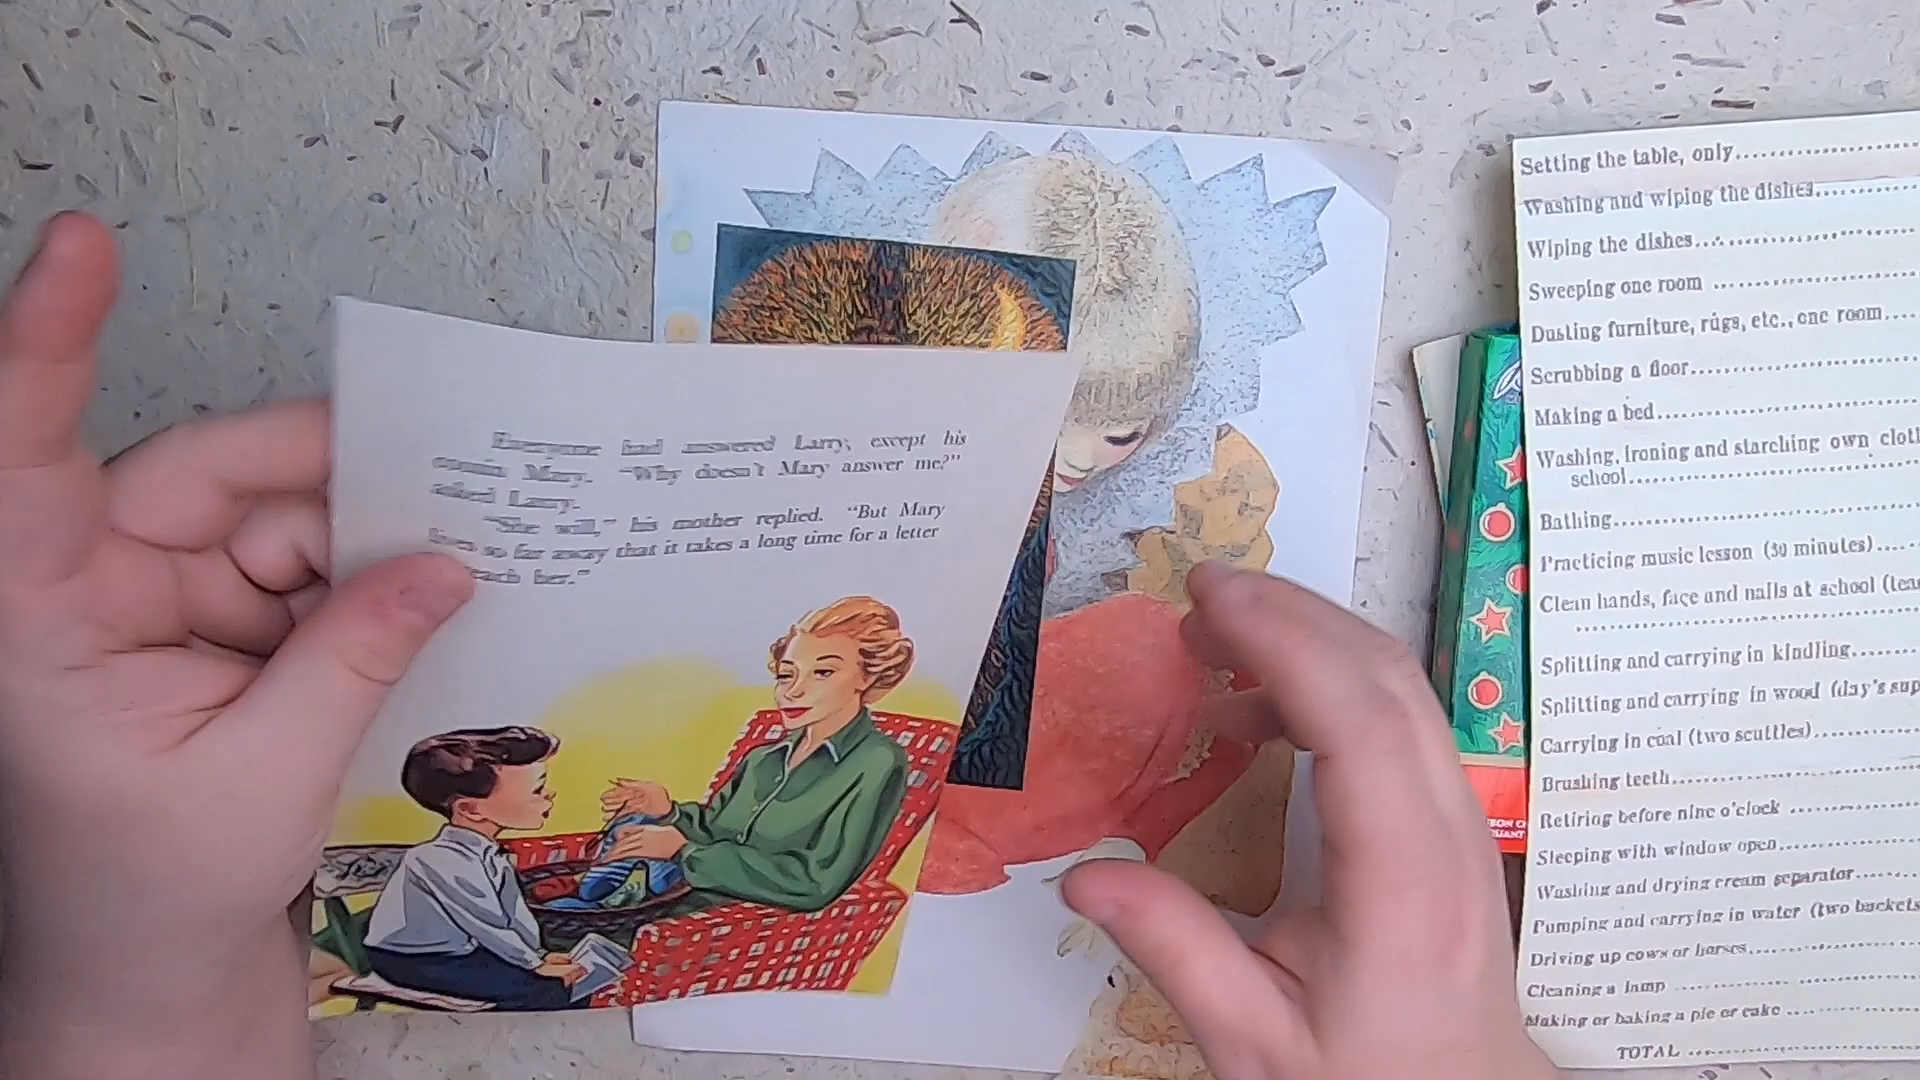 Everyone had answered Larry, except his
cousin Mary. "Why doesn't Mary answer me?"
asked Larry.
"She will," his mother replied. "But Mary
lives so far away that it takes a long time for a letter
reach her."
Setting the table, only
Washing and wiping the dishes
Wiping the dishes
Sweeping one room
Dusting furniture, rugs, etc., one room
Scrubbing a floor
Making a bed
Washing, ironing and starching own
school
Bathing
Practicing music lesson (30 minutes)
Clean hands, face and nails at school
Splitting and carrying in kindling
Splitting and carrying in wood (day's
Carrying in coal (two scuttles)
Brushing teeth
Retiring before nine o'clock
Sleeping with window open
Washing and drying cream separator
Pumping and carrying in water (two buckets
Driving up cows or horses
Cleaning a lamp
Making or baking a pie or cake
TOTAL